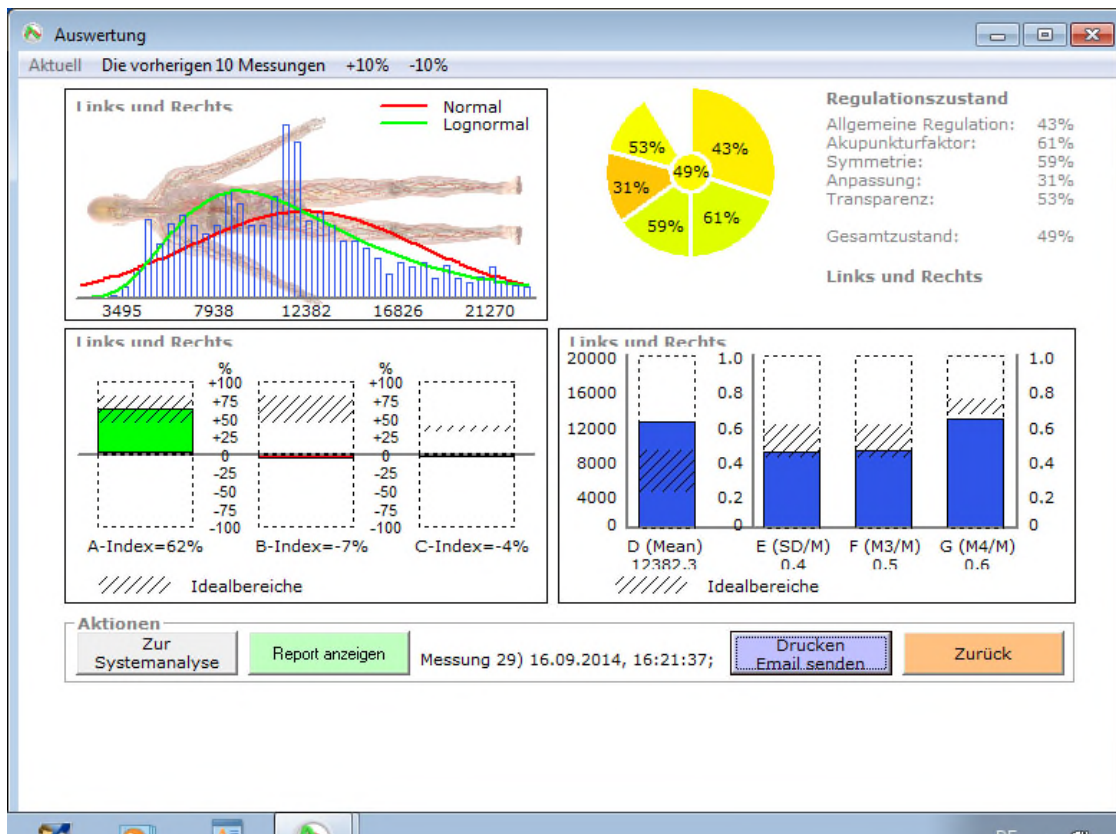 Auswertung
Aktuell Die vorherigen 10 Messungen +10% -10%
Links und Rechts
Normal
Lognormal
3495 7938 12382 16826 21270
53% 43%
49%
31%
59% 61%
Regulationszustand
Allgemeine Regulation: 43%
Akupunkturfaktor: 61%
Symmetrie: 59%
Anpassung: 31%
Transparenz: 53%
Gesamtzustand: 49%
Links und Rechts
Links und Rechts
% %
+100 +100
+75 +75
+50 +50
+25 +25
0 0
-25 -25
-50 -50
-75 -75
-100 -100
A-Index=62% B-Index=-7% C-Index=-4%
Idealbereiche
Links und Rechts
20000 1.0 1.0
16000 0.8 0.8
12000 0.6 0.6
8000 0.4 0.4
4000 0.2 0.2
0 0 0
D (Mean) E (SD/M) F (M3/M) G (M4/M)
12382.3 0.4 0.5 0.6
Idealbereiche
Aktionen
Zur
Systemanalyse
Report anzeigen
Messung 29) 16.09.2014, 16:21:37;
Drucken
Email senden
Zurück
DE